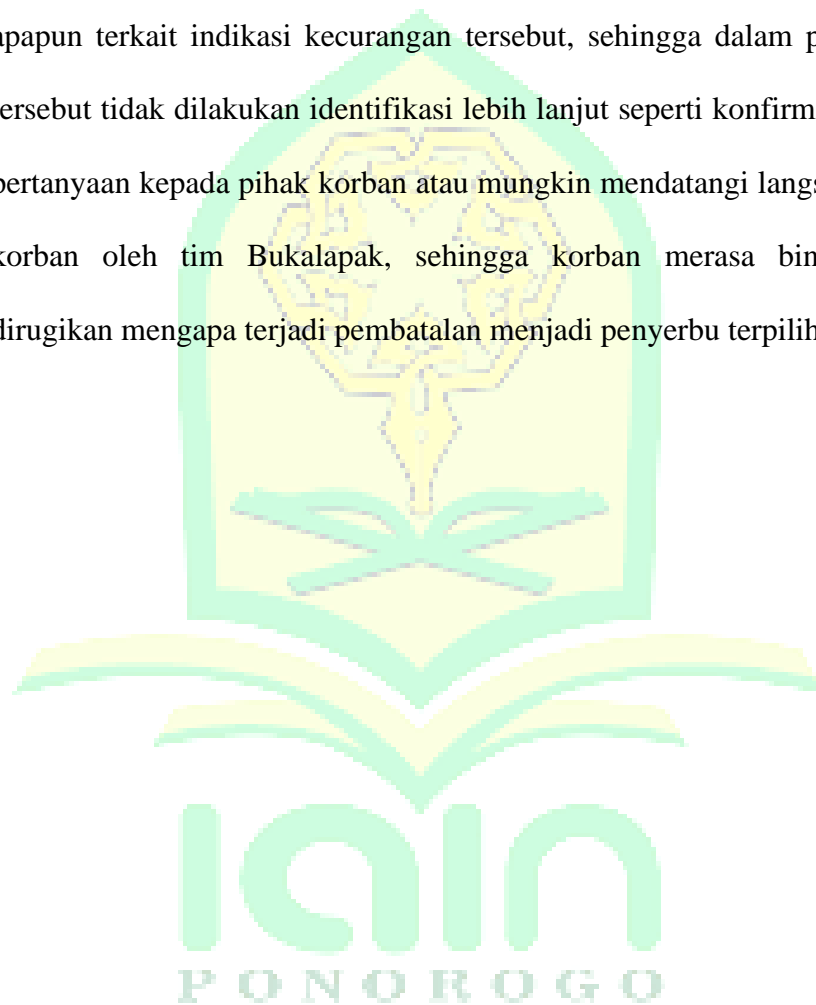 apapun terkait indikasi kecurangan tersebut, sehingga dalam p
tersebut tidak dilakukan identifikasi lebih lanjut seperti konfirm
pertanyaan kepada pihak korban atau mungkin mendatangi langs
korban oleh tim Bukalapak, sehingga korban merasa bin
dirugikan mengapa terjadi pembatalan menjadi penyerbu terpilih
iain
PONOROGO